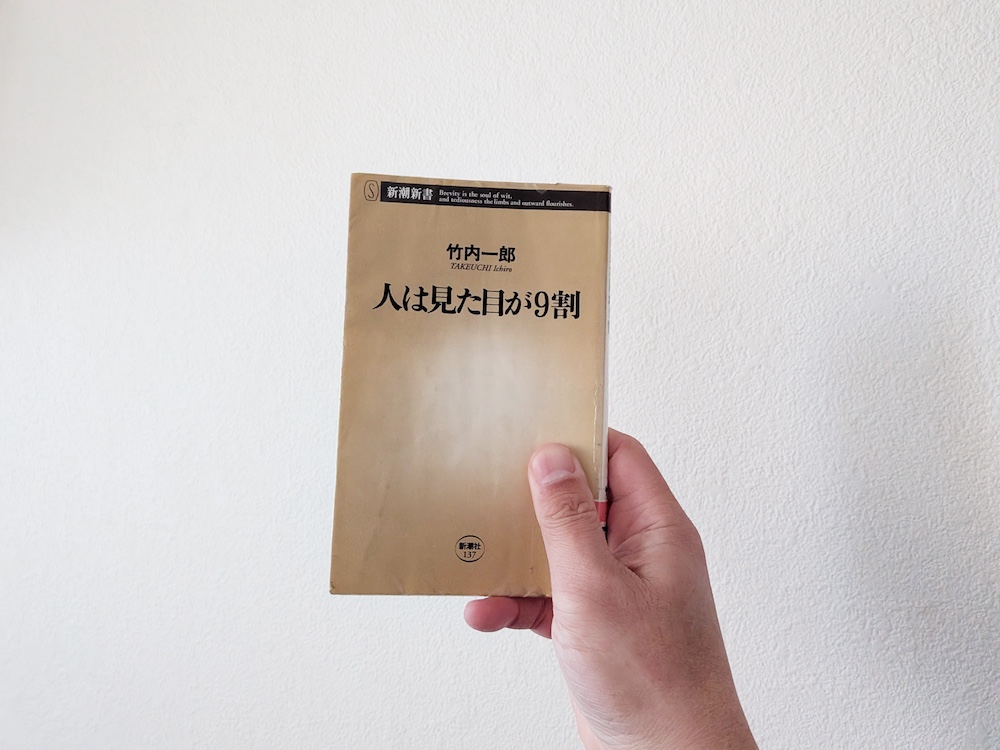 S 新潮新書
Brevity is the soul of wit,
and tediousness the limbs and outward flourishes.
竹内一郎
TAKEUCHI Ichiro
人は見た目が9割
新潮社
137